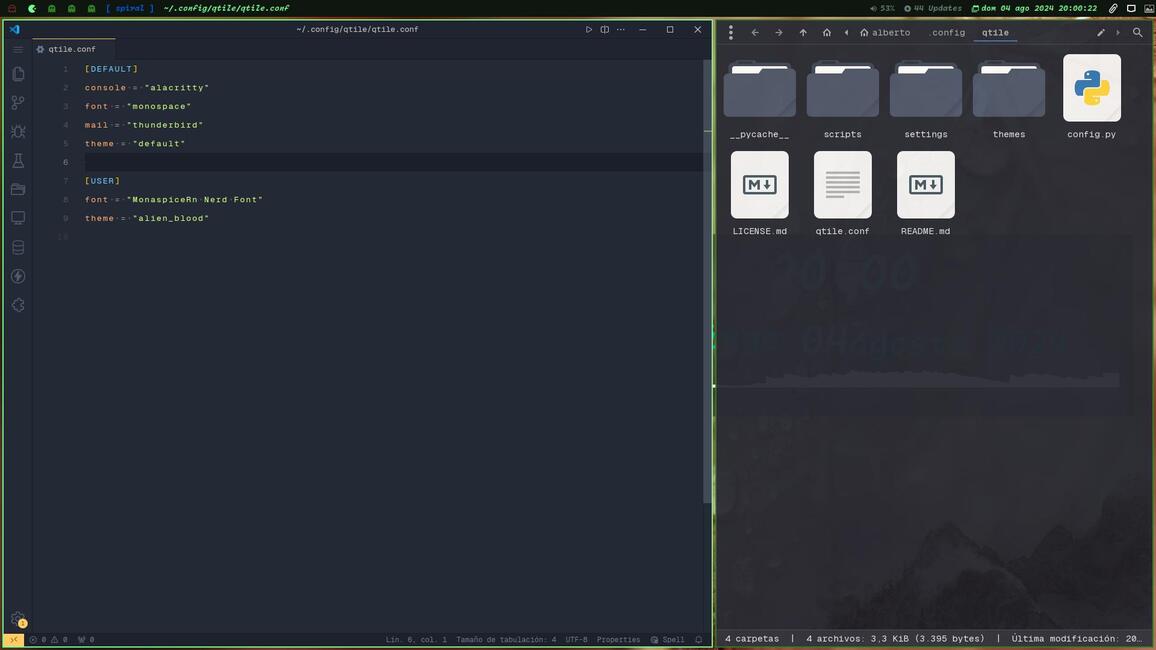 [ spiral ] ~/.config/qtile/qtile.conf
53% 44 Updates dom 04 ago 2024 20:00:22
~/.config/qtile/qtile.conf
qtile.conf
1 [DEFAULT]
2 console = "alacritty"
3 font = "monospace"
4 mail = "thunderbird"
5 theme = "default"
6
7 [USER]
8 font = "MonaspiceRn Nerd Font"
9 theme = "alien_blood"
10
1
0 0 0
Lín. 6, col. 1 Tamaño de tabulación: 4 UTF-8 Properties Spell
alberto .config qtile
__pycache__ scripts settings themes config.py
LICENSE.md qtile.conf README.md
20:00
4 carpetas | 4 archivos: 3,3 KiB (3.395 bytes) | Última modificación: 20…